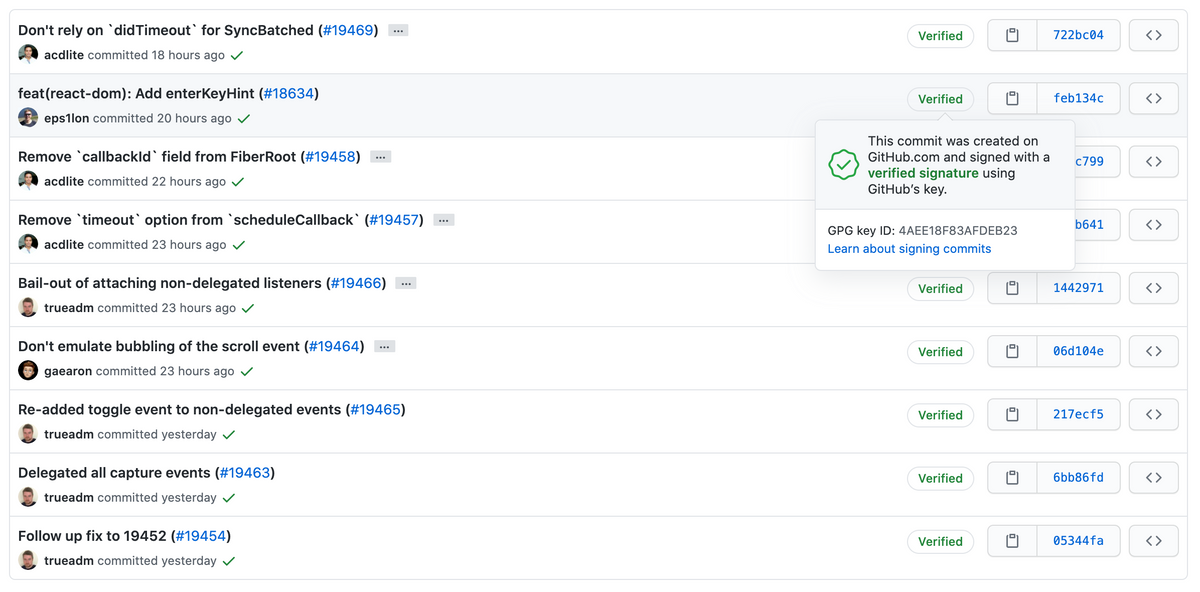 Don't rely on `didTimeout` for SyncBatched (#19469) ...
Verified 722bc04
acdlite committed 18 hours ago
feat(react-dom): Add enterKeyHint (#18634)
Verified feb134c
eps1lon committed 20 hours ago
This commit was created on
GitHub.com and signed with a
verified signature using
GitHub's key.
GPG key ID: 4AEE18F83AFDEB23
Learn about signing commits
Remove `callbackId` field from FiberRoot (#19458) ...
c799
acdlite committed 22 hours ago
Remove `timeout` option from `scheduleCallback` (#19457) ...
b641
acdlite committed 23 hours ago
Bail-out of attaching non-delegated listeners (#19466) ...
Verified 1442971
trueadm committed 23 hours ago
Don't emulate bubbling of the scroll event (#19464) ...
Verified 06d104e
gaearon committed 23 hours ago
Re-added toggle event to non-delegated events (#19465)
Verified 217ecf5
trueadm committed yesterday
Delegated all capture events (#19463)
Verified 6bb86fd
trueadm committed yesterday
Follow up fix to 19452 (#19454)
Verified 05344fa
trueadm committed yesterday